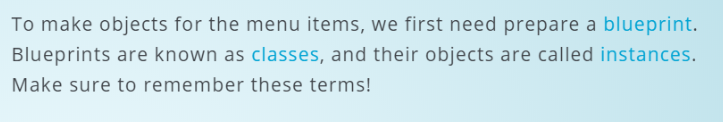 To make objects for the menu items, we first need prepare a blueprint.
Blueprints are known as classes, and their objects are called instances.
Make sure to remember these terms!